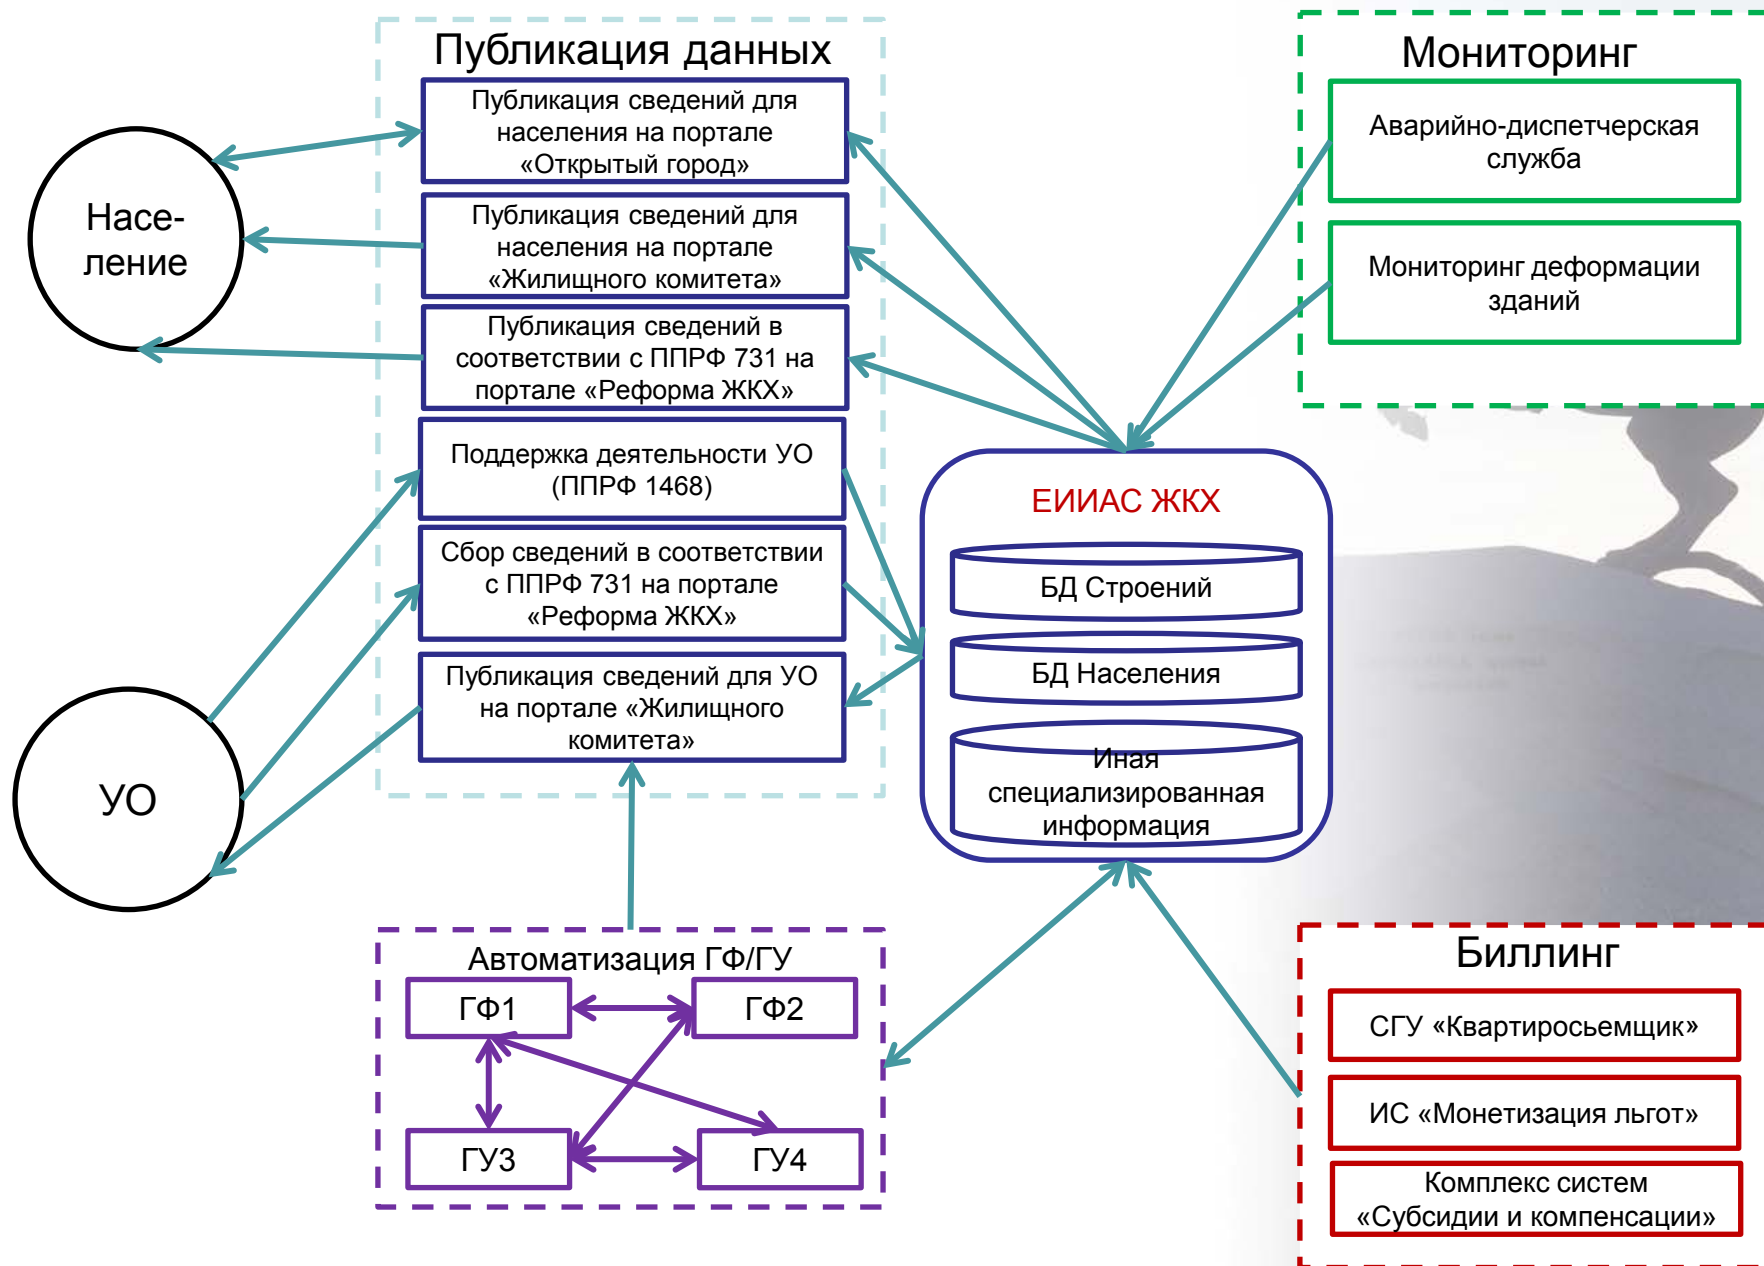 Публикация данных
Публикация сведений для
населения на портале
«Открытый город»
Публикация сведений для
населения на портале
«Жилищного комитета»
Публикация сведений в
соответствии с ППРФ 731 на
портале «Реформа ЖКХ»
Поддержка деятельности УО
(ППРФ 1468)
Сбор сведений в соответствии
с ППРФ 731 на портале
«Реформа ЖКХ»
Публикация сведений для УО
на портале «Жилищного
комитета»
Насе-
ление
УО
Мониторинг
Аварийно-диспетчерская
служба
Мониторинг деформации
зданий
ЕИИАС ЖКХ
БД Строений
БД Населения
Иная
специализированная
информация
Автоматизация ГФ/ГУ
ГФ1
ГФ2
ГУ3
ГУ4
Биллинг
СГУ «Квартиросьемщик»
ИС «Монетизация льгот»
Комплекс систем
«Субсидии и компенсации»